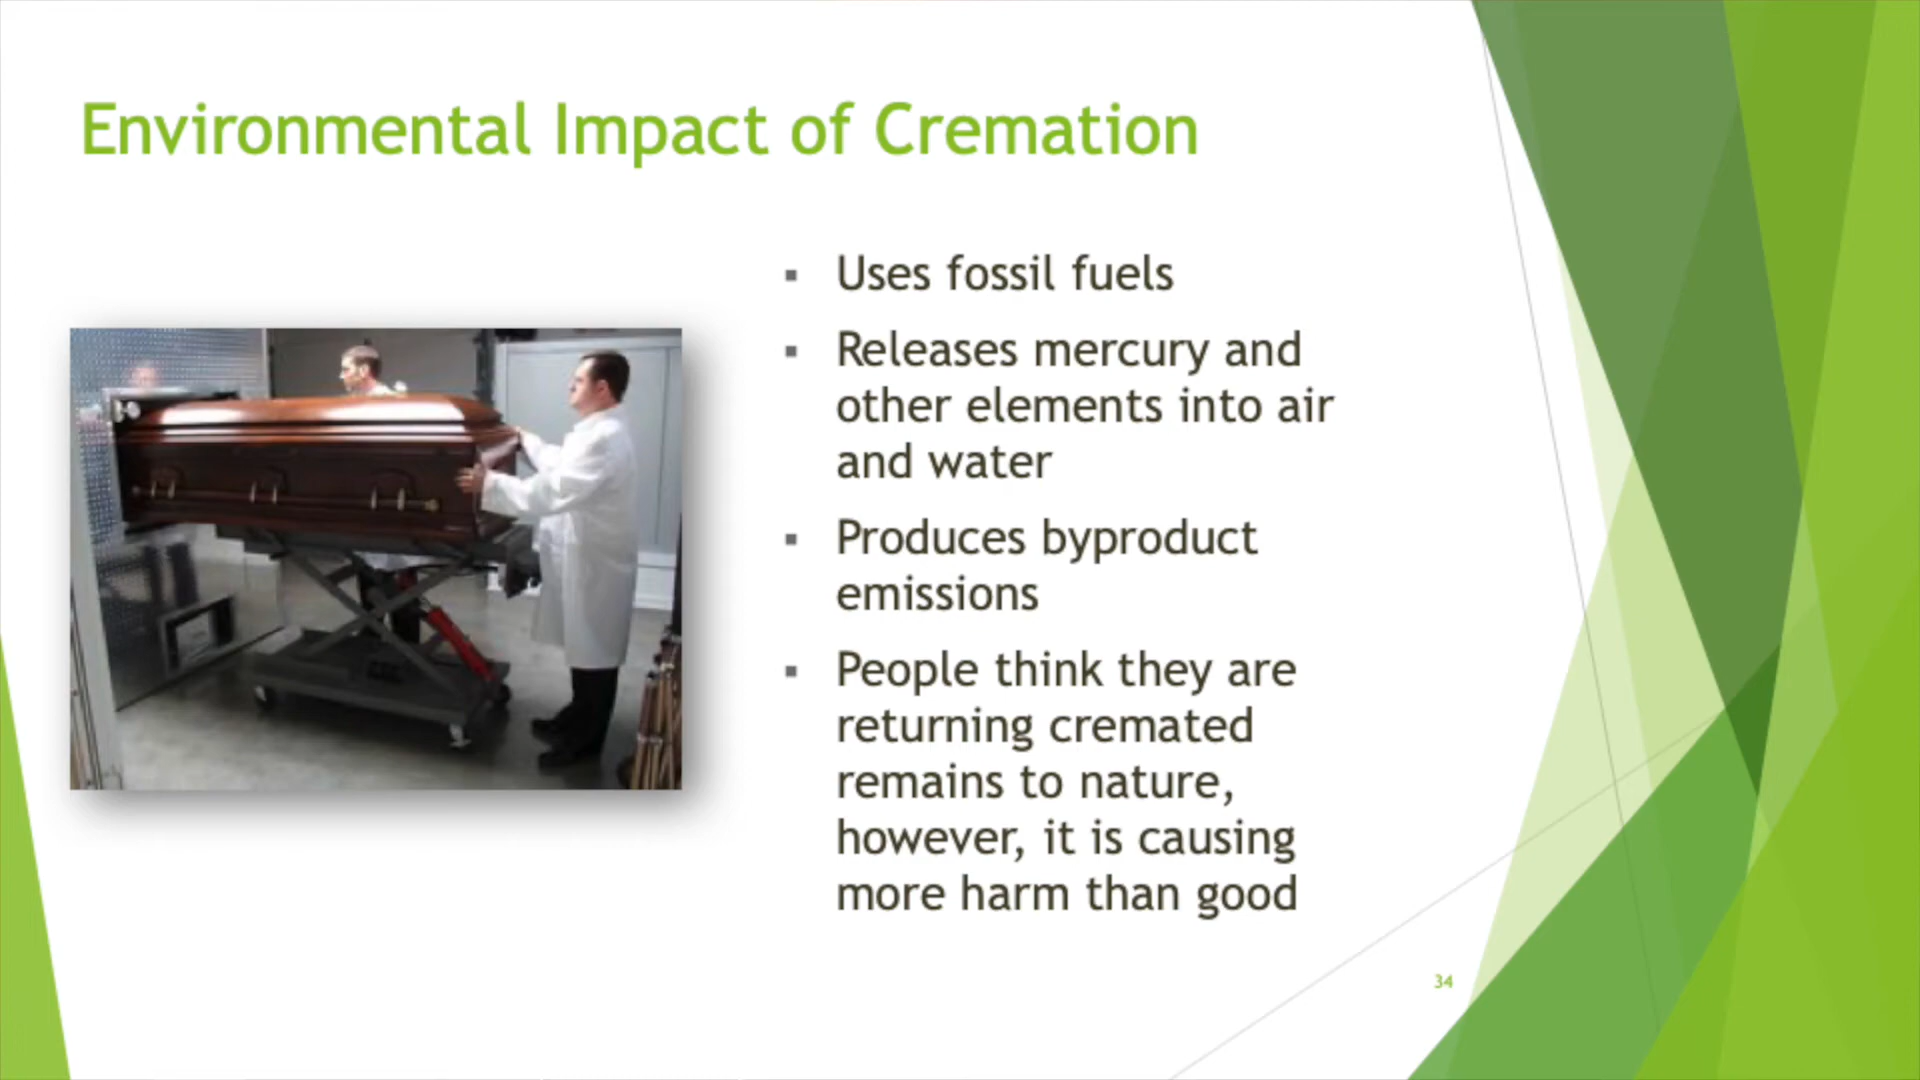 Environmental Impact of Cremation
▪ Uses fossil fuels
▪ Releases mercury and
other elements into air
and water
▪ Produces byproduct
emissions
▪ People think they are
returning cremated
remains to nature,
however, it is causing
more harm than good
34